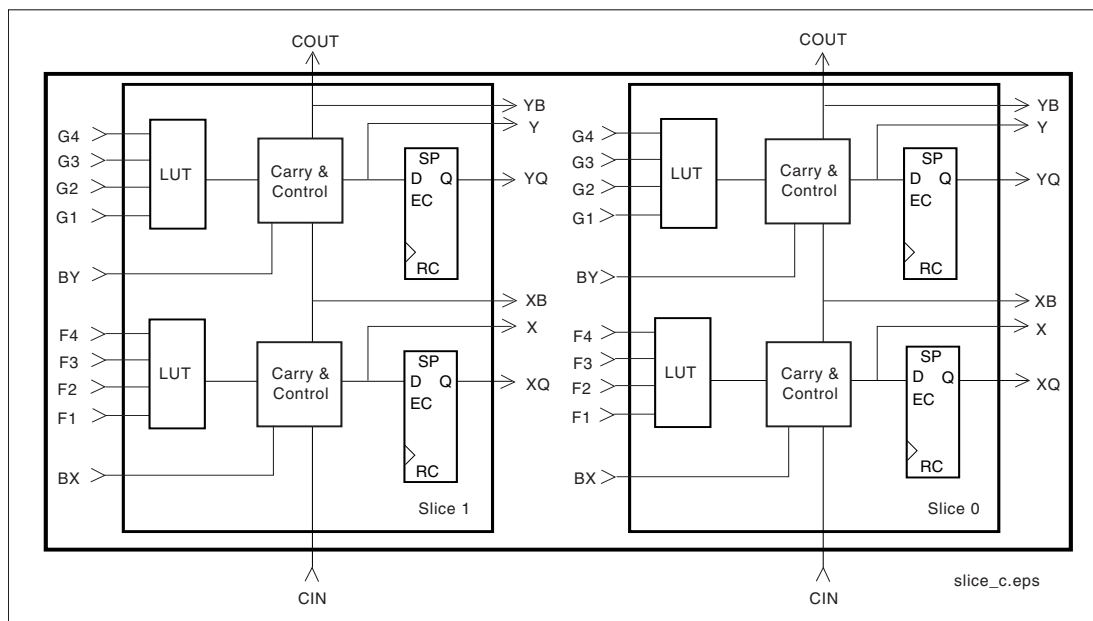 COUT
YB
Y
G4
G3
G2
G1
LUT
Carry &
Control
SP
D Q
EC
RC
YQ
BY
XB
X
F4
F3
F2
F1
LUT
Carry &
Control
SP
D Q
EC
RC
XQ
BX
Slice 1
CIN
COUT
YB
Y
G4
G3
G2
G1
LUT
Carry &
Control
SP
D Q
EC
RC
YQ
BY
XB
X
F4
F3
F2
F1
LUT
Carry &
Control
SP
D Q
EC
RC
XQ
BX
Slice 0
CIN
slice_c.eps